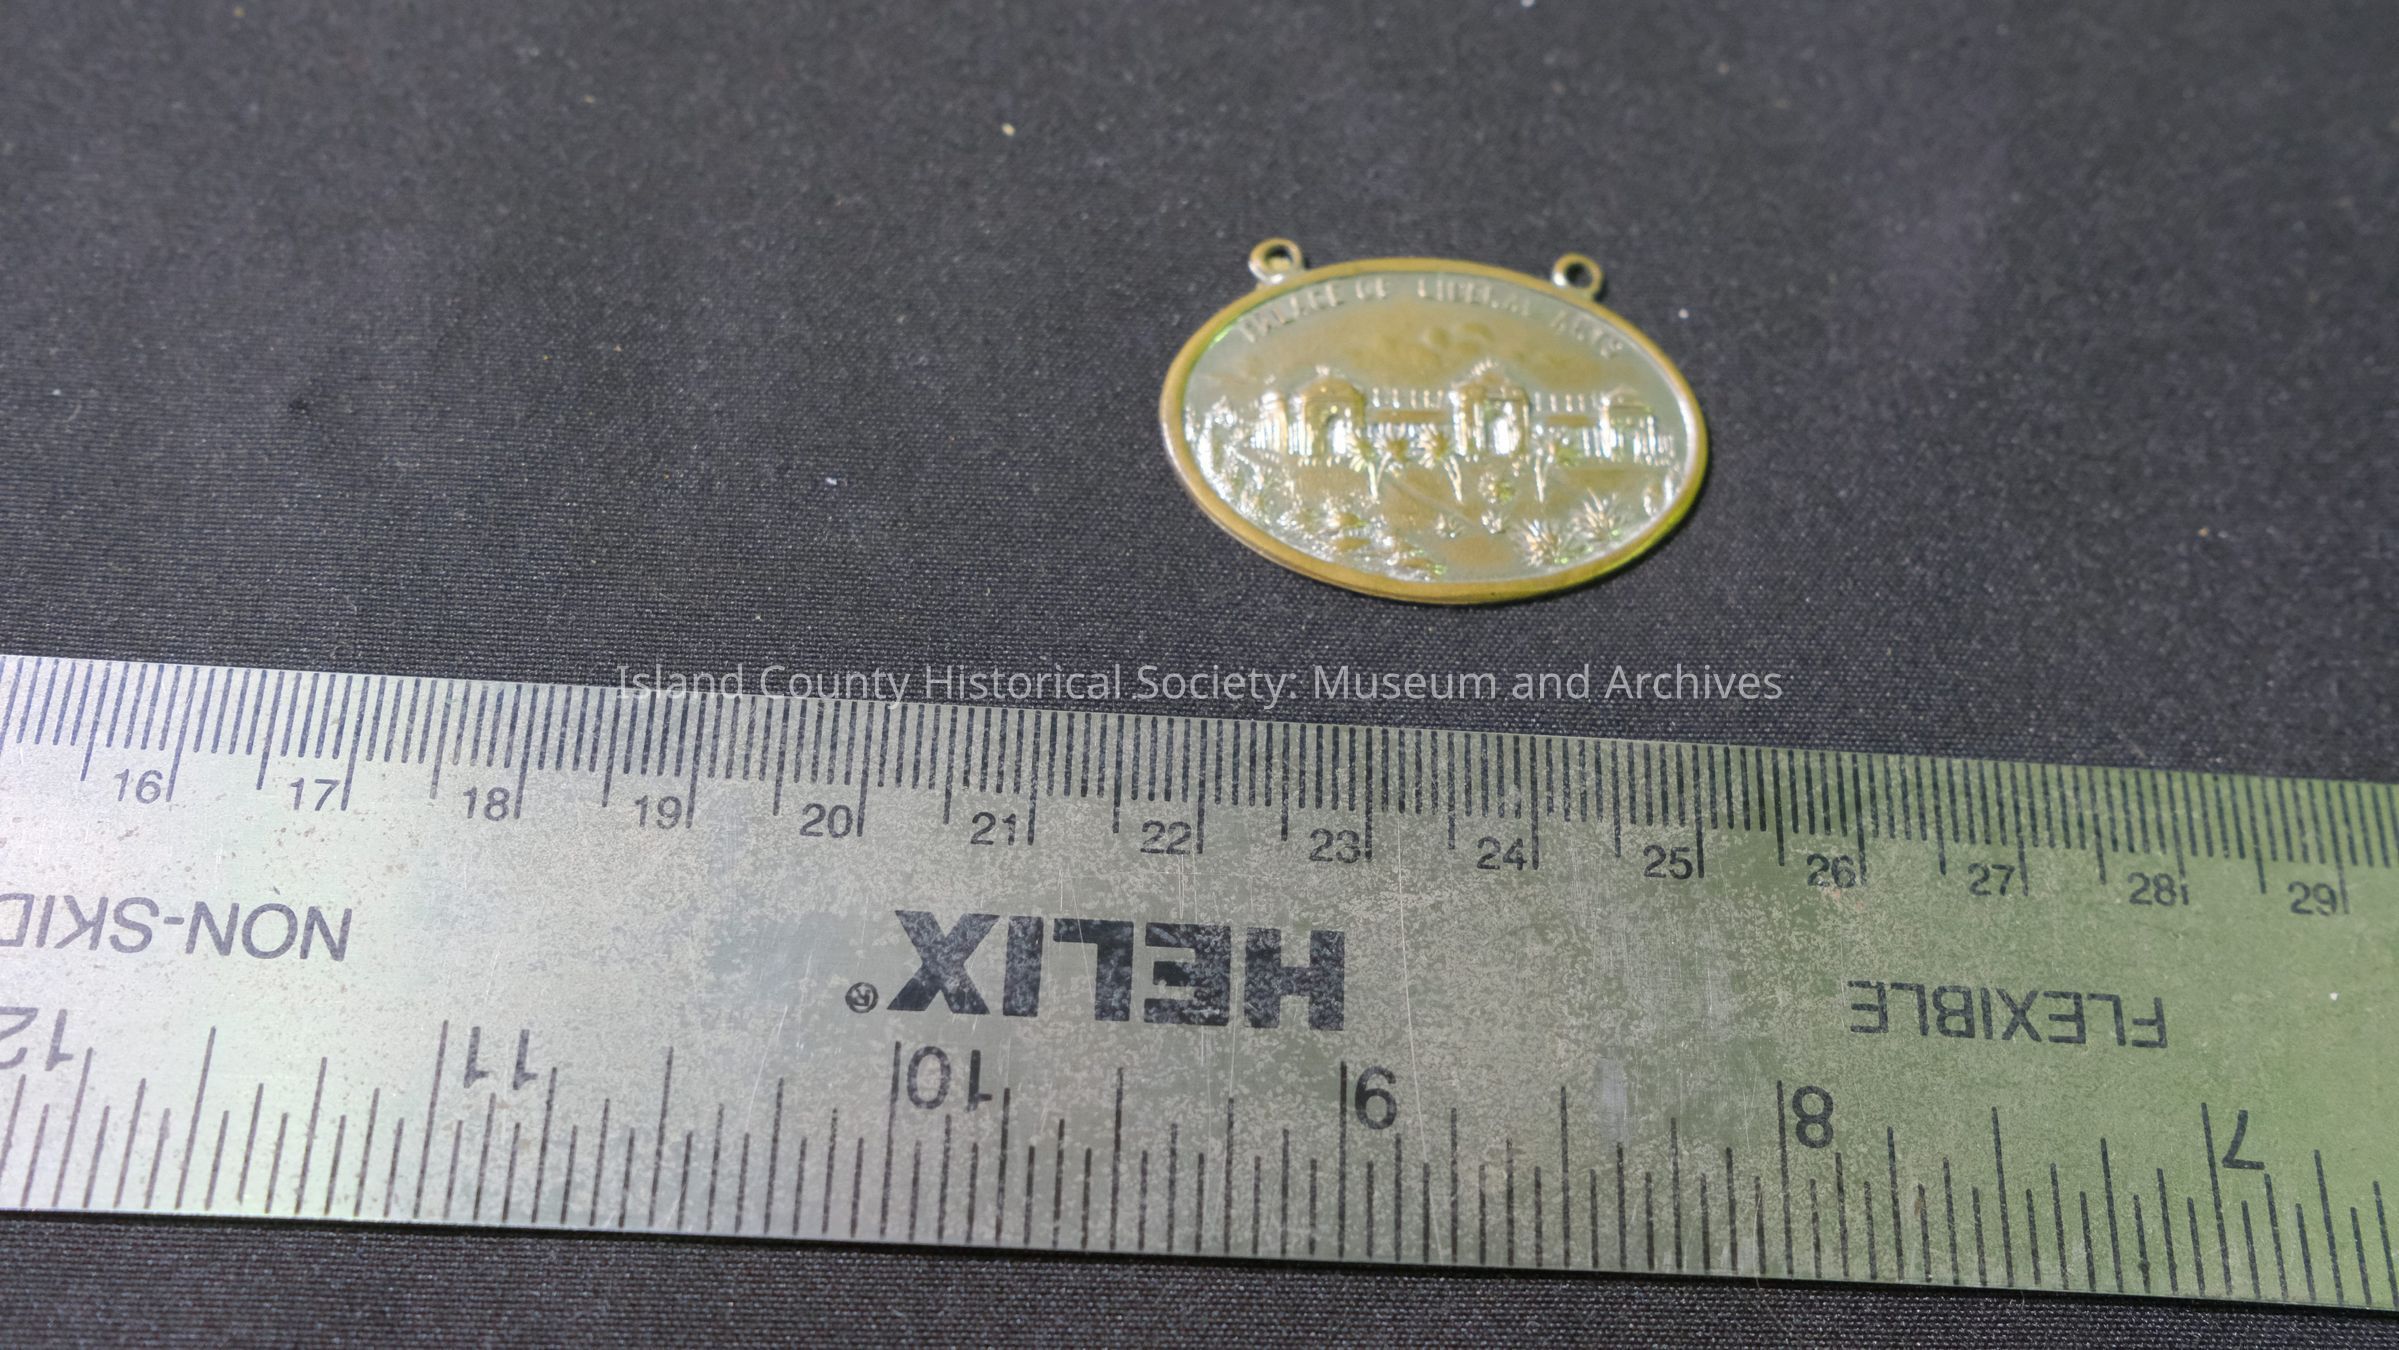 PALACE OF LIBERAL ARTS
Island County Historical Society: Museum and Archives
16 17 18 19 20 21 22 23 24 25 26 27 28 29
NON-SKID HELIX® FLEXIBLE
12 11 10 9 8 7